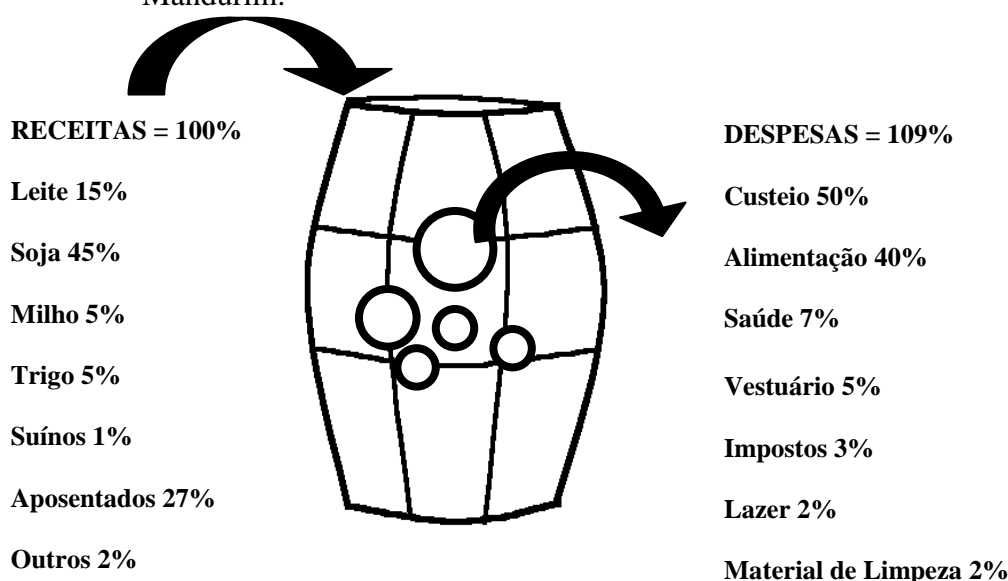 RECEITAS = 100%
Leite 15%
Soja 45%
Milho 5%
Trigo 5%
Suínos 1%
Aposentados 27%
Outros 2%
DESPESAS = 109%
Custeio 50%
Alimentação 40%
Saúde 7%
Vestuário 5%
Impostos 3%
Lazer 2%
Material de Limpeza 2%